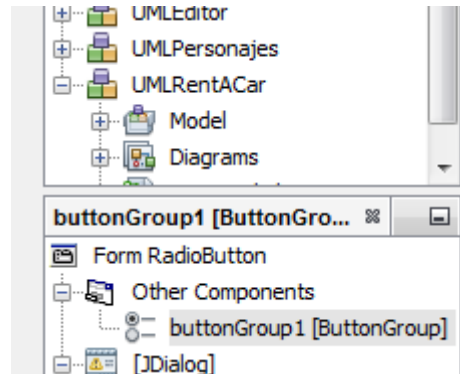 UMLEditor
UMLPersonajes
UMLRentACar
Model
Diagrams
buttonGroup1 [ButtonGro...
Form RadioButton
Other Components
buttonGroup1 [ButtonGroup]
[JDialog]